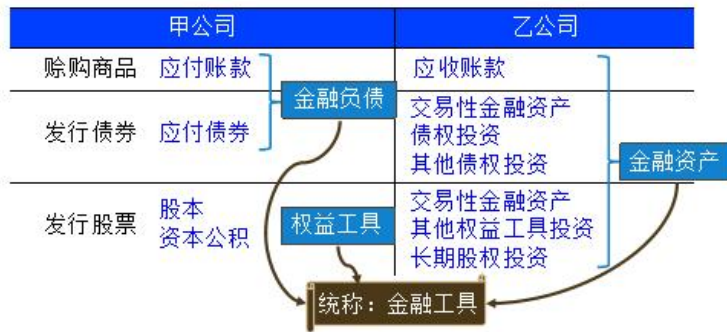 甲公司
乙公司
赊购商品 应付账款
应收账款
金融负债
发行债券 应付债券
交易性金融资产
债权投资
其他债权投资
金融资产
发行股票
股本
资本公积
权益工具
交易性金融资产
其他权益工具投资
长期股权投资
统称：金融工具